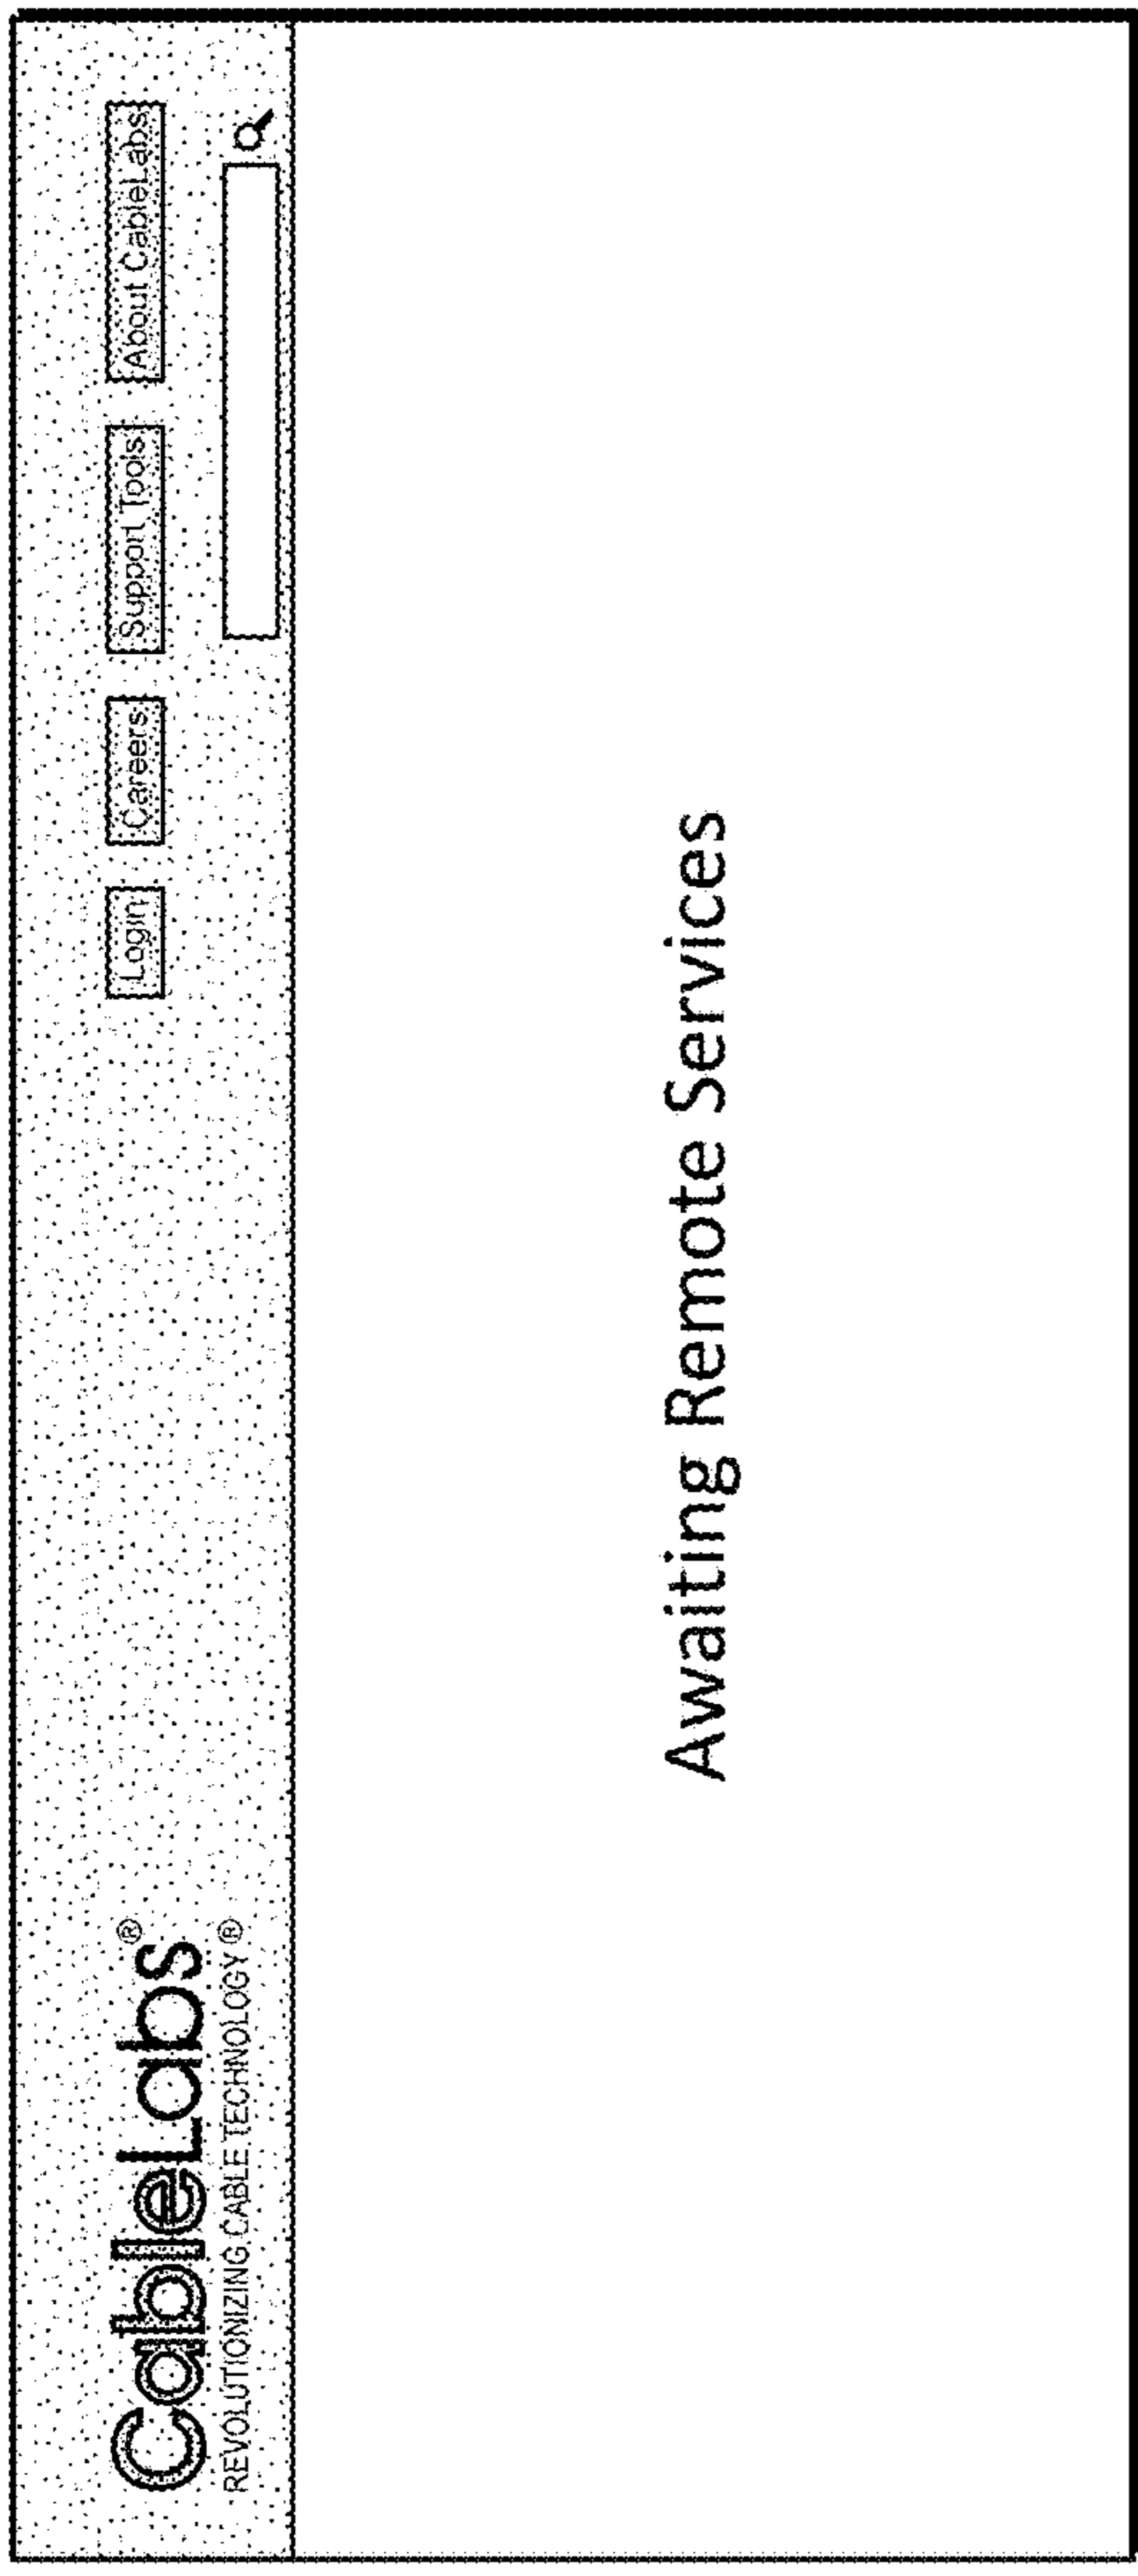 CableLabs®
REVOLUTIONIZING CABLE TECHNOLOGY®
Login Careers Support Tools About CableLabs
Awaiting Remote Services